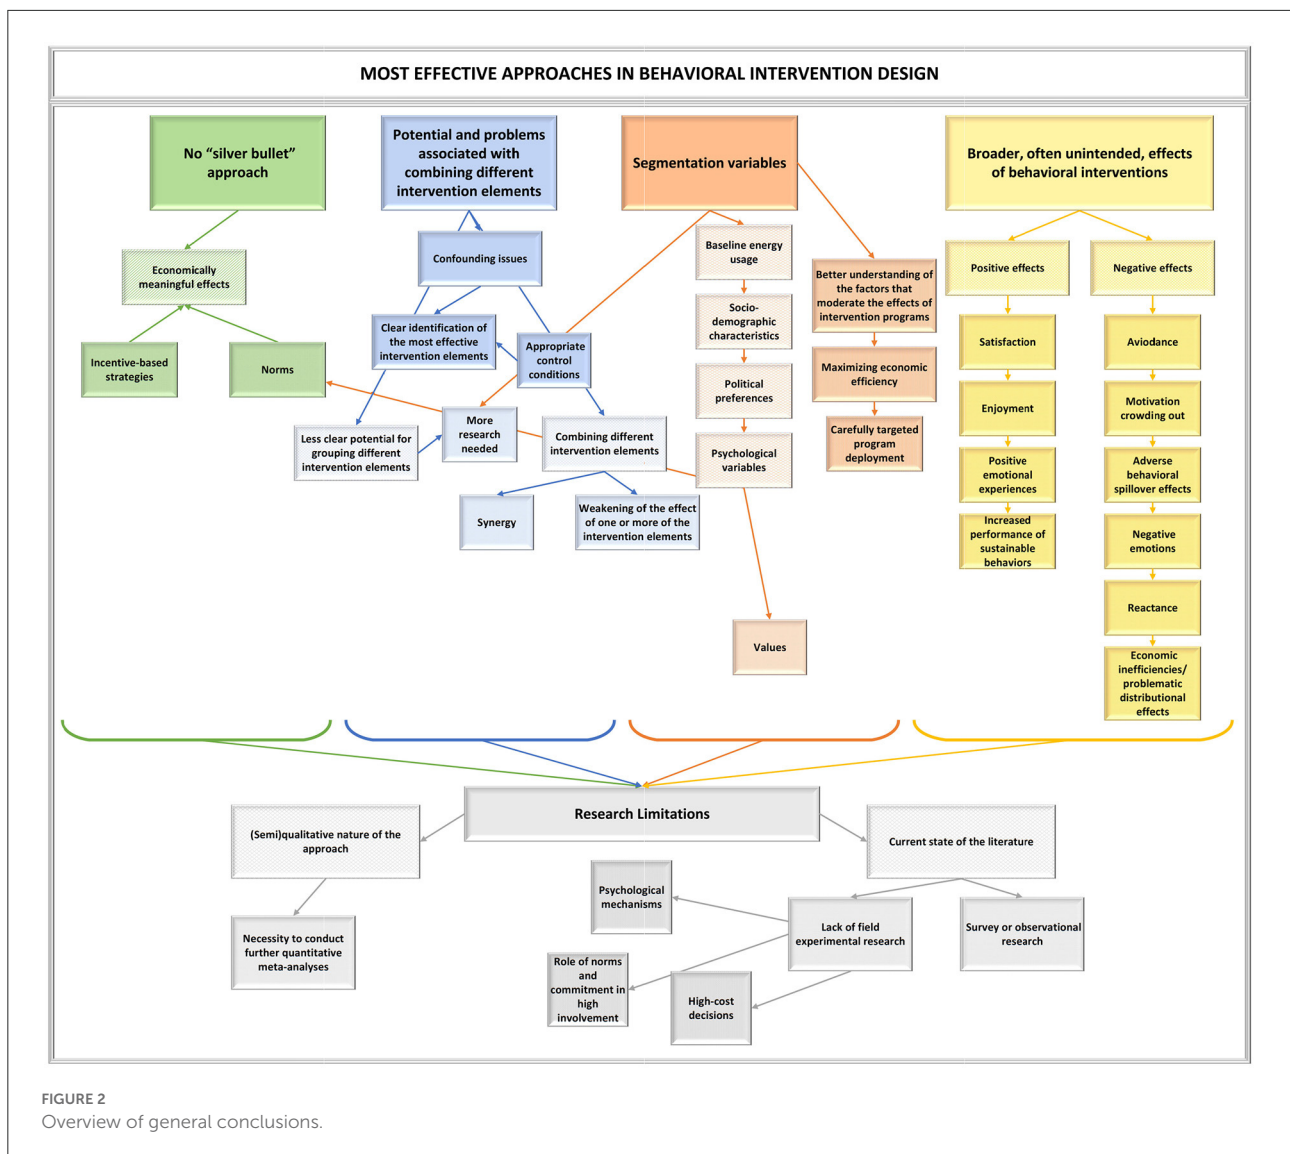 MOST EFFECTIVE APPROACHES IN BEHAVIORAL INTERVENTION DESIGN
No “silver bullet”
approach
Potential and problems
associated with
combining different
intervention elements
Segmentation variables
Broader, often unintended, effects
of behavioral interventions
Economically
meaningful effects
Incentive-based
strategies
Norms
Confounding issues
Clear identification of
the most effective
intervention elements
Appropriate
control
conditions
Less clear potential for
grouping different
intervention elements
More
research
needed
Combining different
intervention elements
Synergy
Weakening of the effect
of one or more of the
intervention elements
Baseline energy
usage
Socio-
demographic
characteristics
Political
preferences
Psychological
variables
Values
Better understanding of
the factors that
moderate the effects of
intervention programs
Maximizing economic
efficiency
Carefully targeted
program
deployment
Positive effects
Satisfaction
Enjoyment
Positive
emotional
experiences
Increased
performance of
sustainable
behaviors
Negative effects
Aviodance
Motivation
crowding out
Adverse
behavioral
spillover effects
Negative
emotions
Reactance
Economic
inefficiencies/
problematic
distributional
effects
Research Limitations
(Semi)qualitative nature of the
approach
Necessity to conduct
further quantitative
meta-analyses
Current state of the literature
Psychological
mechanisms
Lack of field
experimental research
Survey or observational
research
Role of norms
and
commitment in
high
involvement
High-cost
decisions
FIGURE 2
Overview of general conclusions.